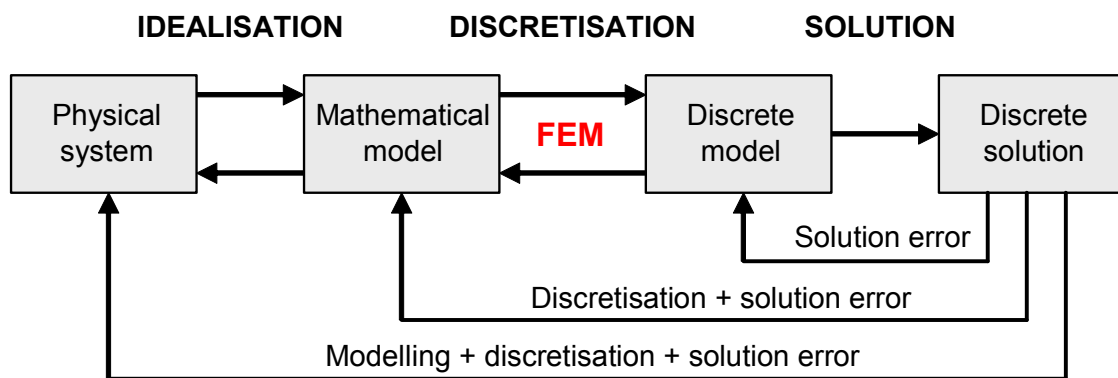 IDEALISATION DISCRETISATION SOLUTION
Physical
system
Mathematical
model
FEM
Discrete
model
Discrete
solution
Solution error
Discretisation + solution error
Modelling + discretisation + solution error